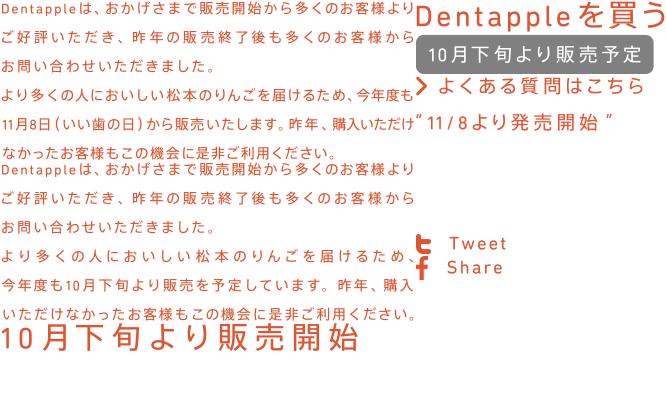 Dentappleは、おかげさまで販売開始から多くのお客様より
ご好評いただき、昨年の販売終了後も多くのお客様から
お問い合わせいただきました。
より多くの人においしい松本のりんごを届けるため、今年度も
11月8日（いい歯の日）から販売いたします。昨年、購入いただけ
なかったお客様もこの機会に是非ご利用ください。
Dentappleは、おかげさまで販売開始から多くのお客様より
ご好評いただき、昨年の販売終了後も多くのお客様から
お問い合わせいただきました。
より多くの人においしい松本のりんごを届けるため、
今年度も10月下旬より販売を予定しています。昨年、購入
いただけなかったお客様もこの機会に是非ご利用ください。
10月下旬より販売開始
Dentappleを買う
10月下旬より販売予定
よくある質問はこちら
“11/8より発売開始”
Tweet
Share